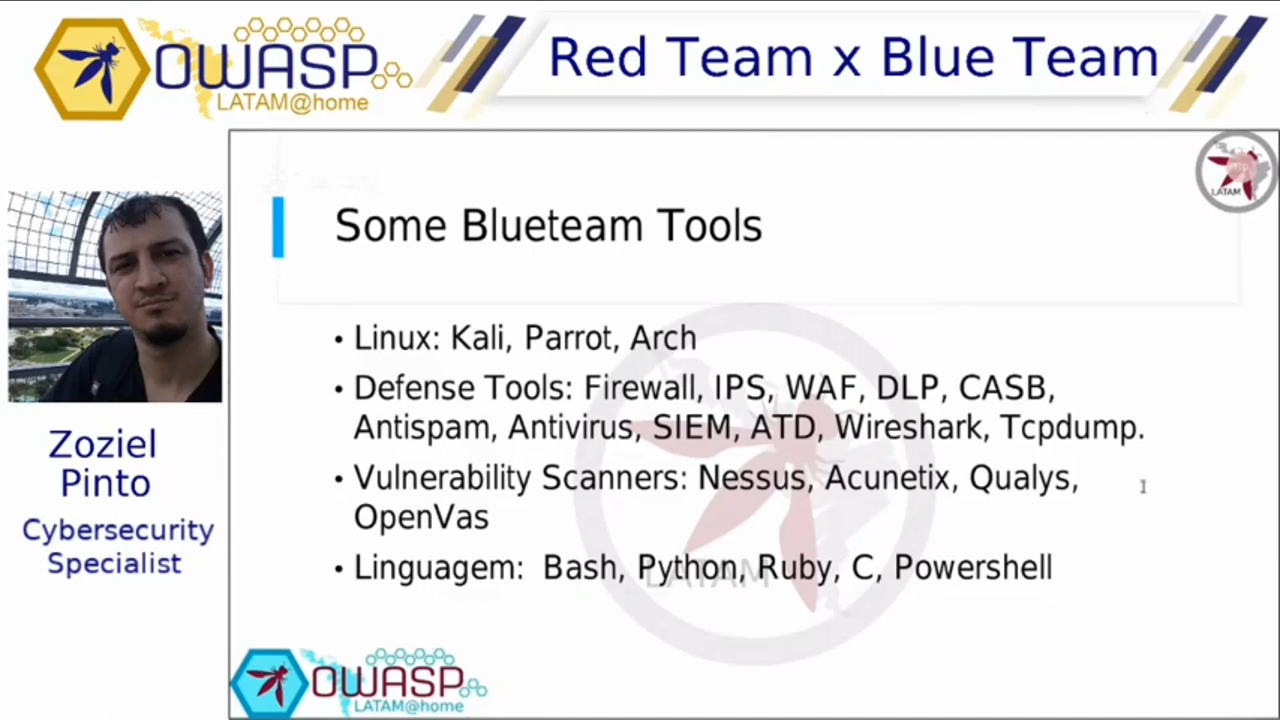 OWASP
LATAM@home
Red Team x Blue Team
LATAM
Some Blueteam Tools
• Linux: Kali, Parrot, Arch
• Defense Tools: Firewall, IPS, WAF, DLP, CASB,
Antispam, Antivirus, SIEM, ATD, Wireshark, Tcpdump.
• Vulnerability Scanners: Nessus, Acunetix, Qualys,
OpenVas
• Linguagem: Bash, Python, Ruby, C, Powershell
LATAM
Zoziel
Pinto
Cybersecurity
Specialist
OWASP
LATAM@home